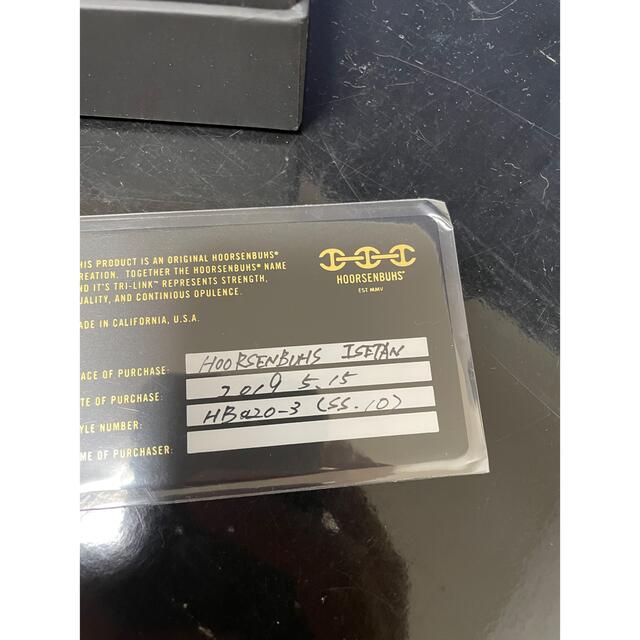 HIS PRODUCT IS AN ORIGINAL HOORSENBUHS®
REATION. TOGETHER THE HOORSENBUHS® NAME
ND IT'S TRI-LINK™ REPRESENTS STRENGTH,
UALITY, AND CONTINIOUS OPULENCE.
ADE IN CALIFORNIA, U.S.A.
HOORSENBUHS®
EST MMV
ACE OF PURCHASE: HOORSENBUHS ISETAN
TE OF PURCHASE: 2019 5.15
YLE NUMBER: HBa20-3 (SS.10)
ME OF PURCHASER: